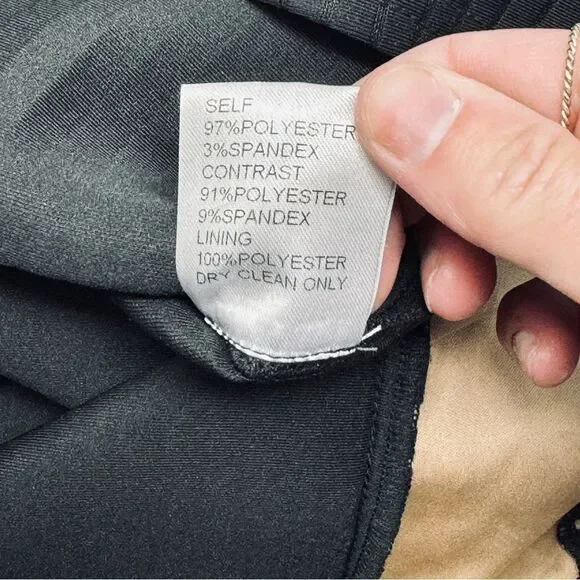 SELF
97%POLYESTER
3%SPANDEX
CONTRAST
91%POLYESTER
9%SPANDEX
LINING
100%POLYESTER
DRY CLEAN ONLY